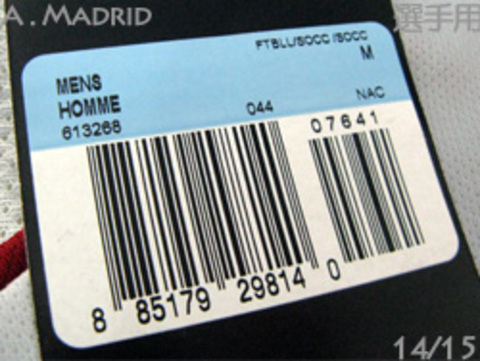 A. MADRID
選手用
FTBLL/SOCC /SOCC
MENS
M
HOMME
613268
044
NAC
07641
8 85179 29814 0
14/15